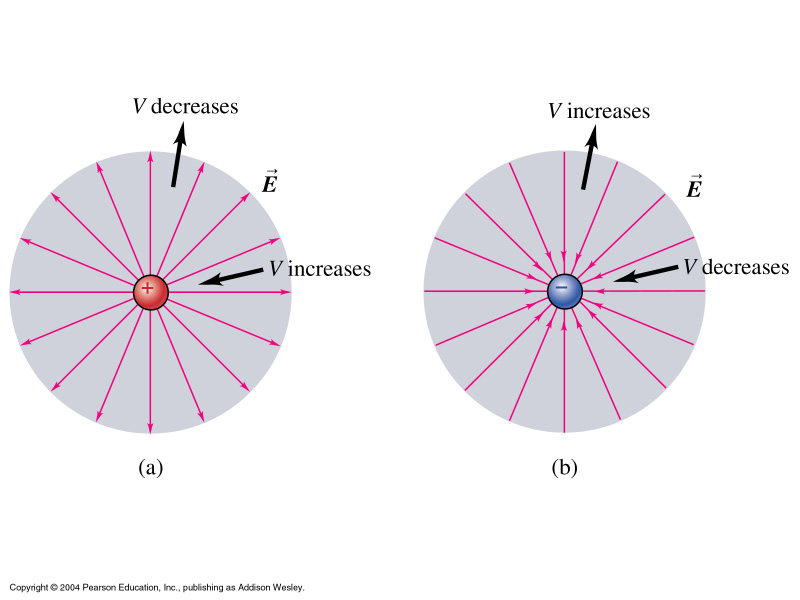 V decreases
E
V increases
+
(a)
V increases
E
V decreases
−
(b)
Copyright © 2004 Pearson Education, Inc., publishing as Addison Wesley.